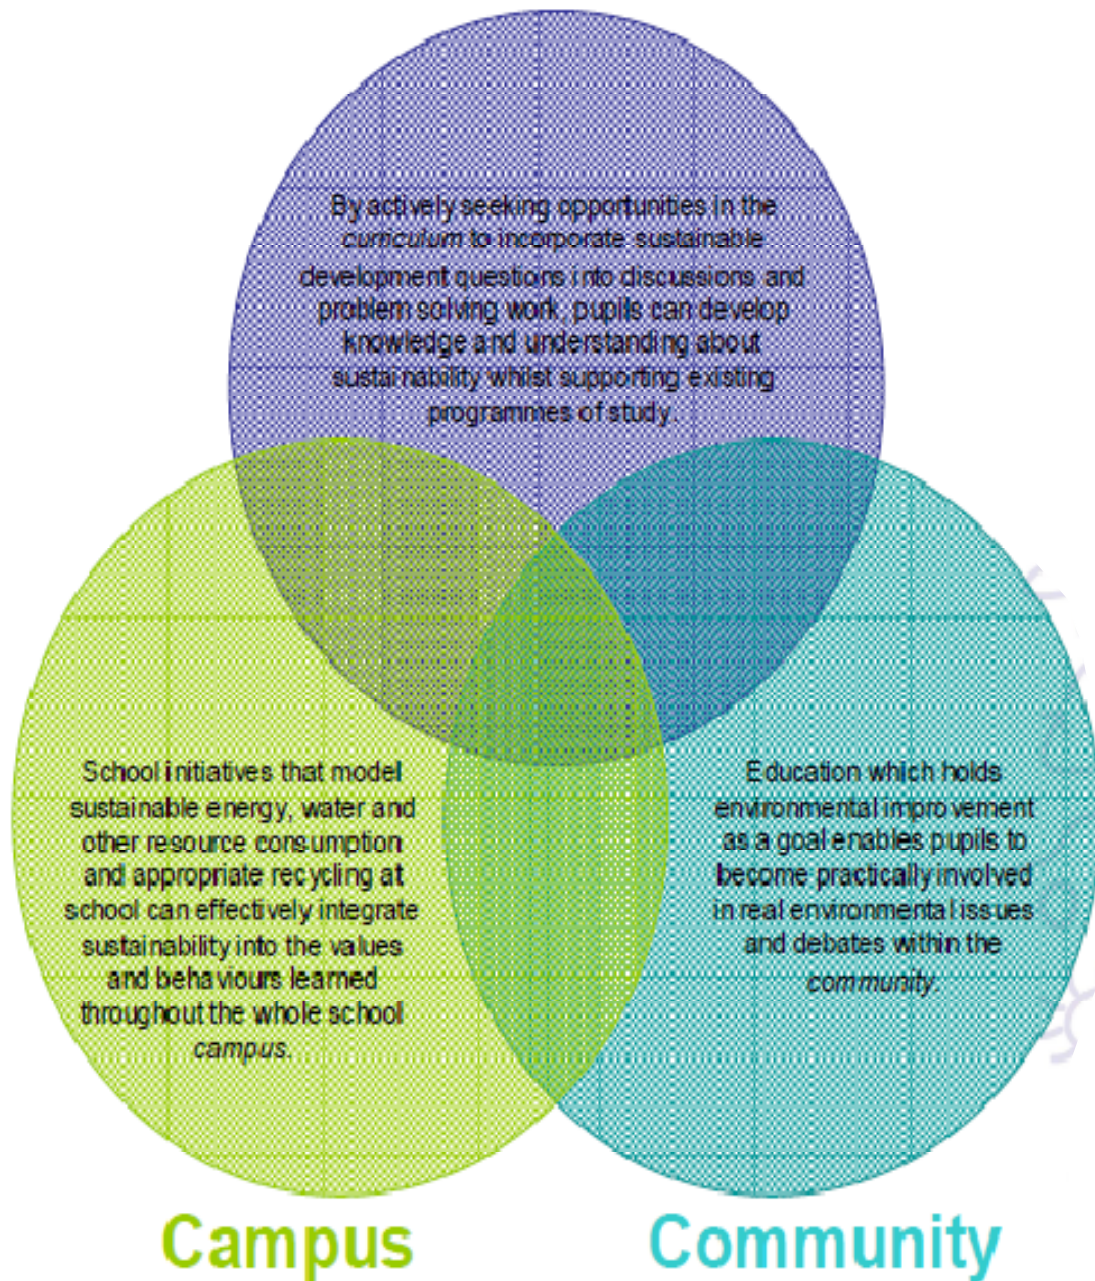 By actively seeking opportunities in the
curriculum to incorporate sustainable
development questions into discussions and
problem solving work, pupils can develop
knowledge and understanding about
sustainability whilst supporting existing
programmes of study.
School initiatives that model
sustainable energy, water and
other resource consumption
and appropriate recycling at
school can effectively integrate
sustainability into the values
and behaviours learned
throughout the whole school
campus.
Education which holds
environmental improvement
as a goal enables pupils to
become practically involved
in real environmental issues
and debates within the
community.
Campus
Community